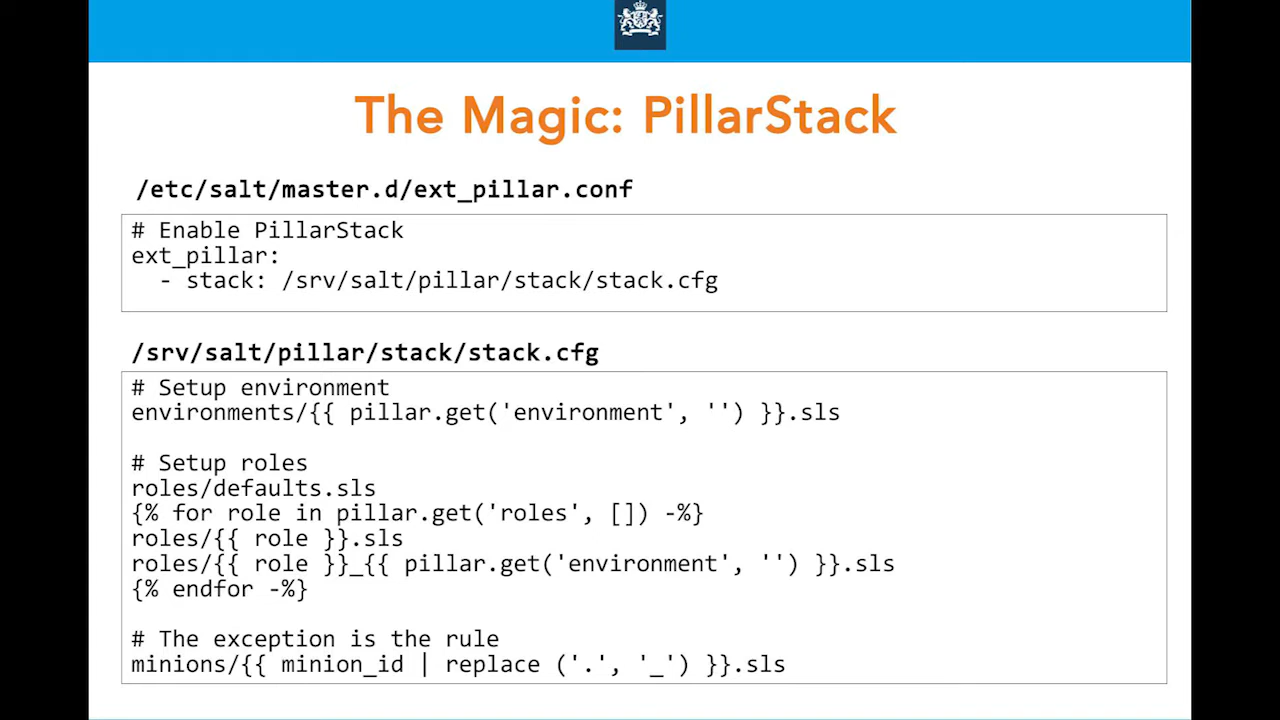 The Magic: PillarStack
/etc/salt/master.d/ext_pillar.conf
# Enable PillarStack
ext_pillar:
  - stack: /srv/salt/pillar/stack/stack.cfg
/srv/salt/pillar/stack/stack.cfg
# Setup environment
environments/{{ pillar.get('environment', '') }}.sls
# Setup roles
roles/defaults.sls
{% for role in pillar.get('roles', []) -%}
roles/{{ role }}.sls
roles/{{ role }}_{{ pillar.get('environment', '') }}.sls
{% endfor -%}
# The exception is the rule
minions/{{ minion_id | replace ('.', '_') }}.sls